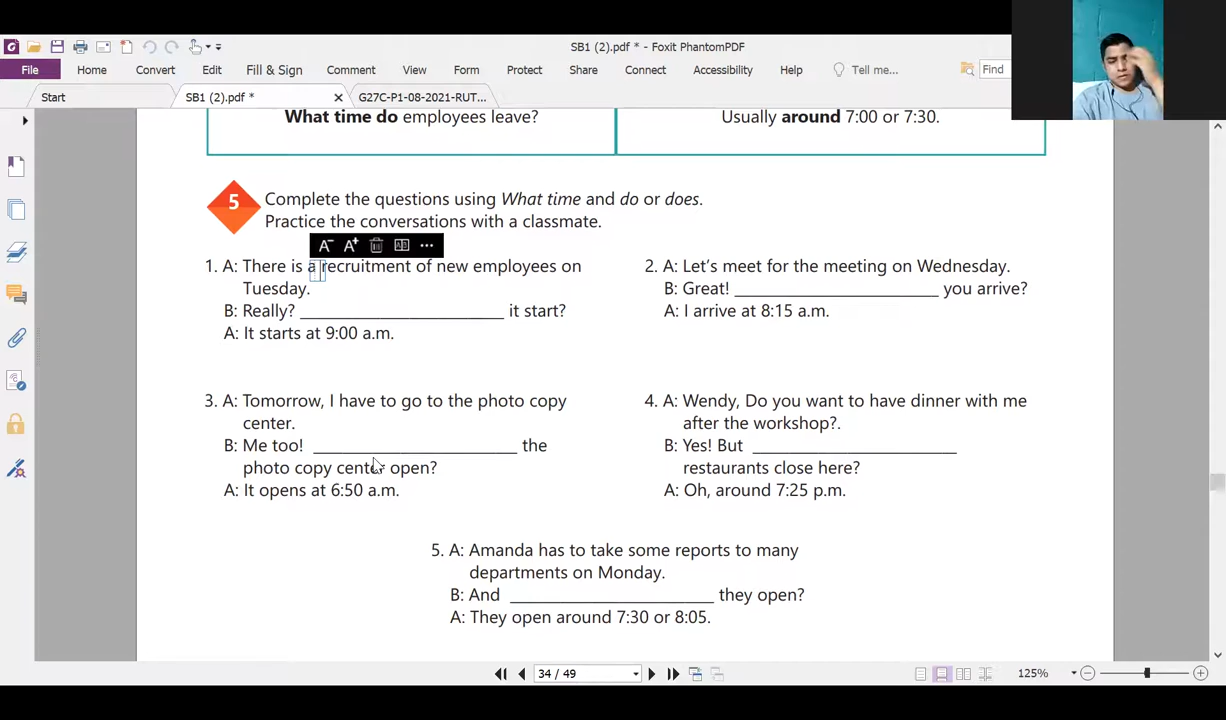 SB1 (2).pdf * - Foxit PhantomPDF
File Home Convert Edit Fill & Sign Comment View Form Protect Share Connect Accessibility Help Tell me... Find
Start SB1 (2).pdf * G27C-P1-08-2021-RUT...
What time do employees leave? Usually around 7:00 or 7:30.
5 Complete the questions using What time and do or does.
Practice the conversations with a classmate.
1. A: There is a recruitment of new employees on
Tuesday.
B: Really? ______________________ it start?
A: It starts at 9:00 a.m.
2. A: Let's meet for the meeting on Wednesday.
B: Great! ______________________ you arrive?
A: I arrive at 8:15 a.m.
3. A: Tomorrow, I have to go to the photo copy
center.
B: Me too! ______________________ the
photo copy center open?
A: It opens at 6:50 a.m.
4. A: Wendy, Do you want to have dinner with me
after the workshop?.
B: Yes! But ______________________
restaurants close here?
A: Oh, around 7:25 p.m.
5. A: Amanda has to take some reports to many
departments on Monday.
B: And ______________________ they open?
A: They open around 7:30 or 8:05.
34 / 49 125%